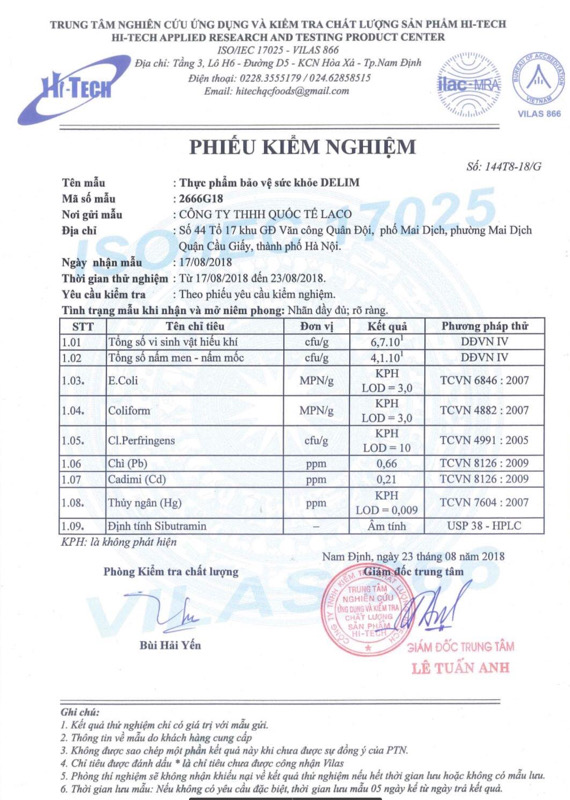 TRUNG TÂM NGHIÊN CỨU ỨNG DỤNG VÀ KIỂM TRA CHẤT LƯỢNG SẢN PHẨM HI-TECH
HI-TECH APPLIED RESEARCH AND TESTING PRODUCT CENTER
ISO/IEC 17025 - VILAS 866
Địa chỉ: Tầng 3, Lô H6 - Đường D5 - KCN Hòa Xá - Tp.Nam Định
Điện thoại: 0228.3555179 / 024.62858515
Email: hitechqcfoods@gmail.com
HI-TECH
ilac-MRA
BUREAU OF ACCREDITATION
VIETNAM
VILAS 866
PHIẾU KIỂM NGHIỆM
Số: 144T8-18/G
Tên mẫu : Thực phẩm bảo vệ sức khỏe DELIM
Mã số mẫu : 2666G18
Nơi gửi mẫu : CÔNG TY THHH QUỐC TẾ LACO
Địa chỉ : Số 44 Tổ 17 khu GĐ Văn công Quân Đội, phố Mai Dịch, phường Mai Dịch
Quận Cầu Giấy, thành phố Hà Nội.
Ngày nhận mẫu : 17/08/2018
Thời gian thử nghiệm : Từ 17/08/2018 đến 23/08/2018.
Yêu cầu kiểm tra : Theo phiếu yêu cầu kiểm nghiệm.
Tình trạng mẫu khi nhận và mở niêm phong: Nhãn đầy đủ; rõ ràng.
STT Tên chỉ tiêu Đơn vị Kết quả Phương pháp thử
1.01 Tổng số vi sinh vật hiếu khí cfu/g 6,7.10¹ DĐVN IV
1.02 Tổng số nấm men - nấm mốc cfu/g 4,1.10¹ DĐVN IV
1.03. E.Coli MPN/g KPH LOD = 3,0 TCVN 6846 : 2007
1.04. Coliform MPN/g KPH LOD = 3,0 TCVN 4882 : 2007
1.05. Cl.Perfringens cfu/g KPH LOD = 10 TCVN 4991 : 2005
1.06 Chì (Pb) ppm 0,66 TCVN 8126 : 2009
1.07 Cadimi (Cd) ppm 0,21 TCVN 8126 : 2009
1.08. Thủy ngân (Hg) ppm KPH LOD = 0,009 TCVN 7604 : 2007
1.09. Định tính Sibutramin – Âm tính USP 38 - HPLC
KPH: là không phát hiện
Nam Định, ngày 23 tháng 08 năm 2018
Phòng Kiểm tra chất lượng Giám đốc trung tâm
TRUNG TÂM
NGHIÊN CỨU
ỨNG DỤNG VÀ KIỂM TRA
CHẤT LƯỢNG
SẢN PHẨM
HI-TECH
Bùi Hải Yến
GIÁM ĐỐC TRUNG TÂM
LÊ TUẤN ANH
ISO/IEC 17025
Ghi chú:
1. Kết quả thử nghiệm chỉ có giá trị với mẫu gửi.
2. Thông tin về mẫu do khách hàng cung cấp
3. Không được sao chép một phần kết quả này khi chưa được sự đồng ý của PTN.
4. Chỉ tiêu được đánh dấu * là chỉ tiêu chưa được công nhận Vilas
5. Phòng thí nghiệm sẽ không nhận khiếu nại về kết quả thử nghiệm nếu hết thời gian lưu hoặc không có mẫu lưu.
6. Thời gian lưu mẫu: Nếu không có yêu cầu đặc biệt, thời gian lưu mẫu 05 ngày kể từ ngày trả kết quả.